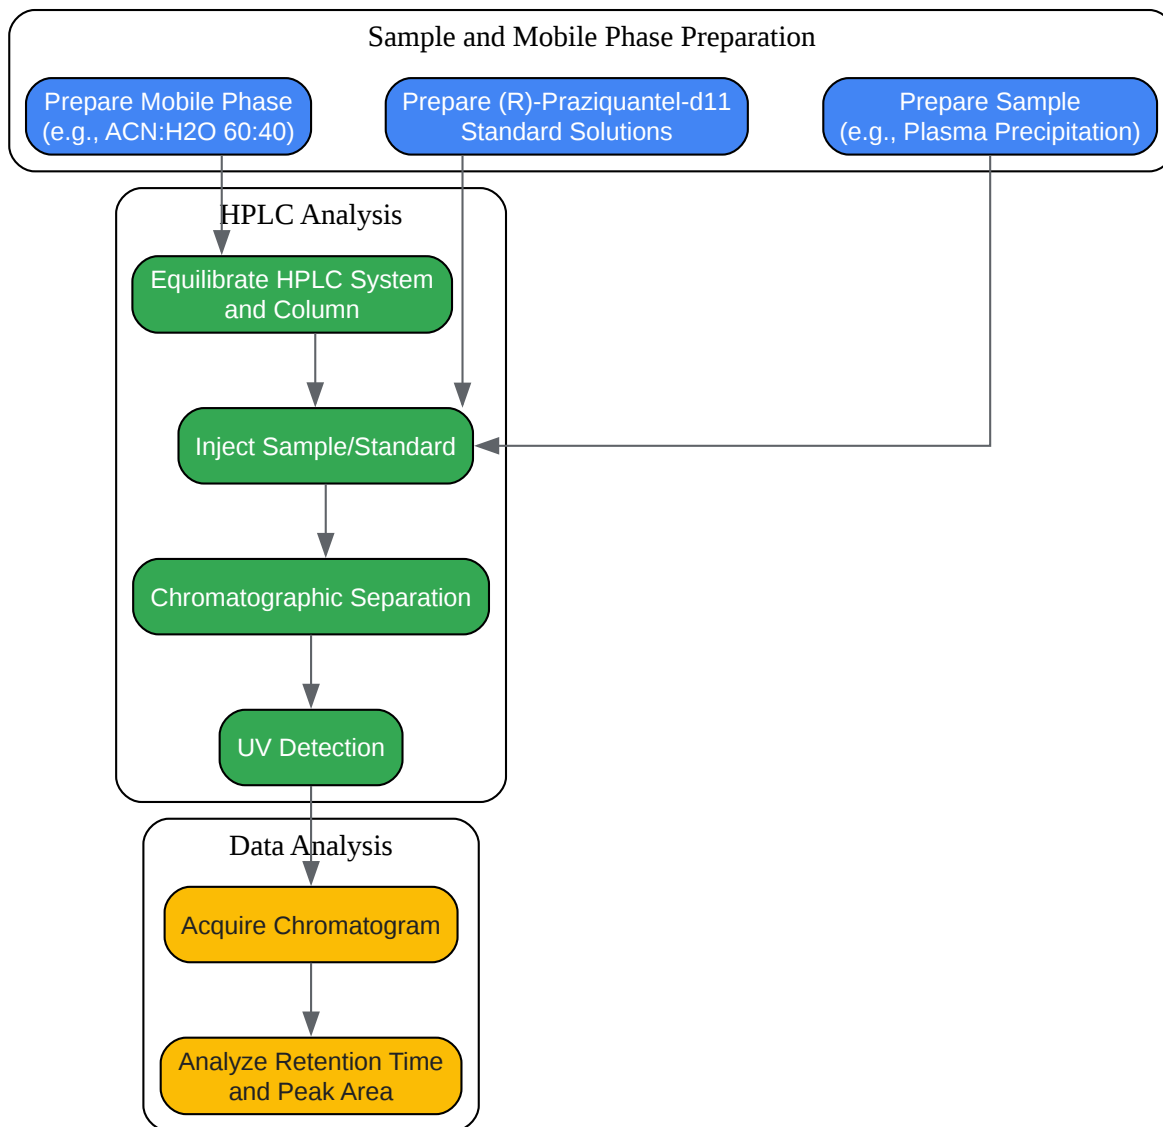 Sample and Mobile Phase Preparation
Prepare Mobile Phase
(e.g., ACN:H2O 60:40)
Prepare (R)-Praziquantel-d11
Standard Solutions
Prepare Sample
(e.g., Plasma Precipitation)
HPLC Analysis
Equilibrate HPLC System
and Column
Inject Sample/Standard
Chromatographic Separation
UV Detection
Data Analysis
Acquire Chromatogram
Analyze Retention Time
and Peak Area